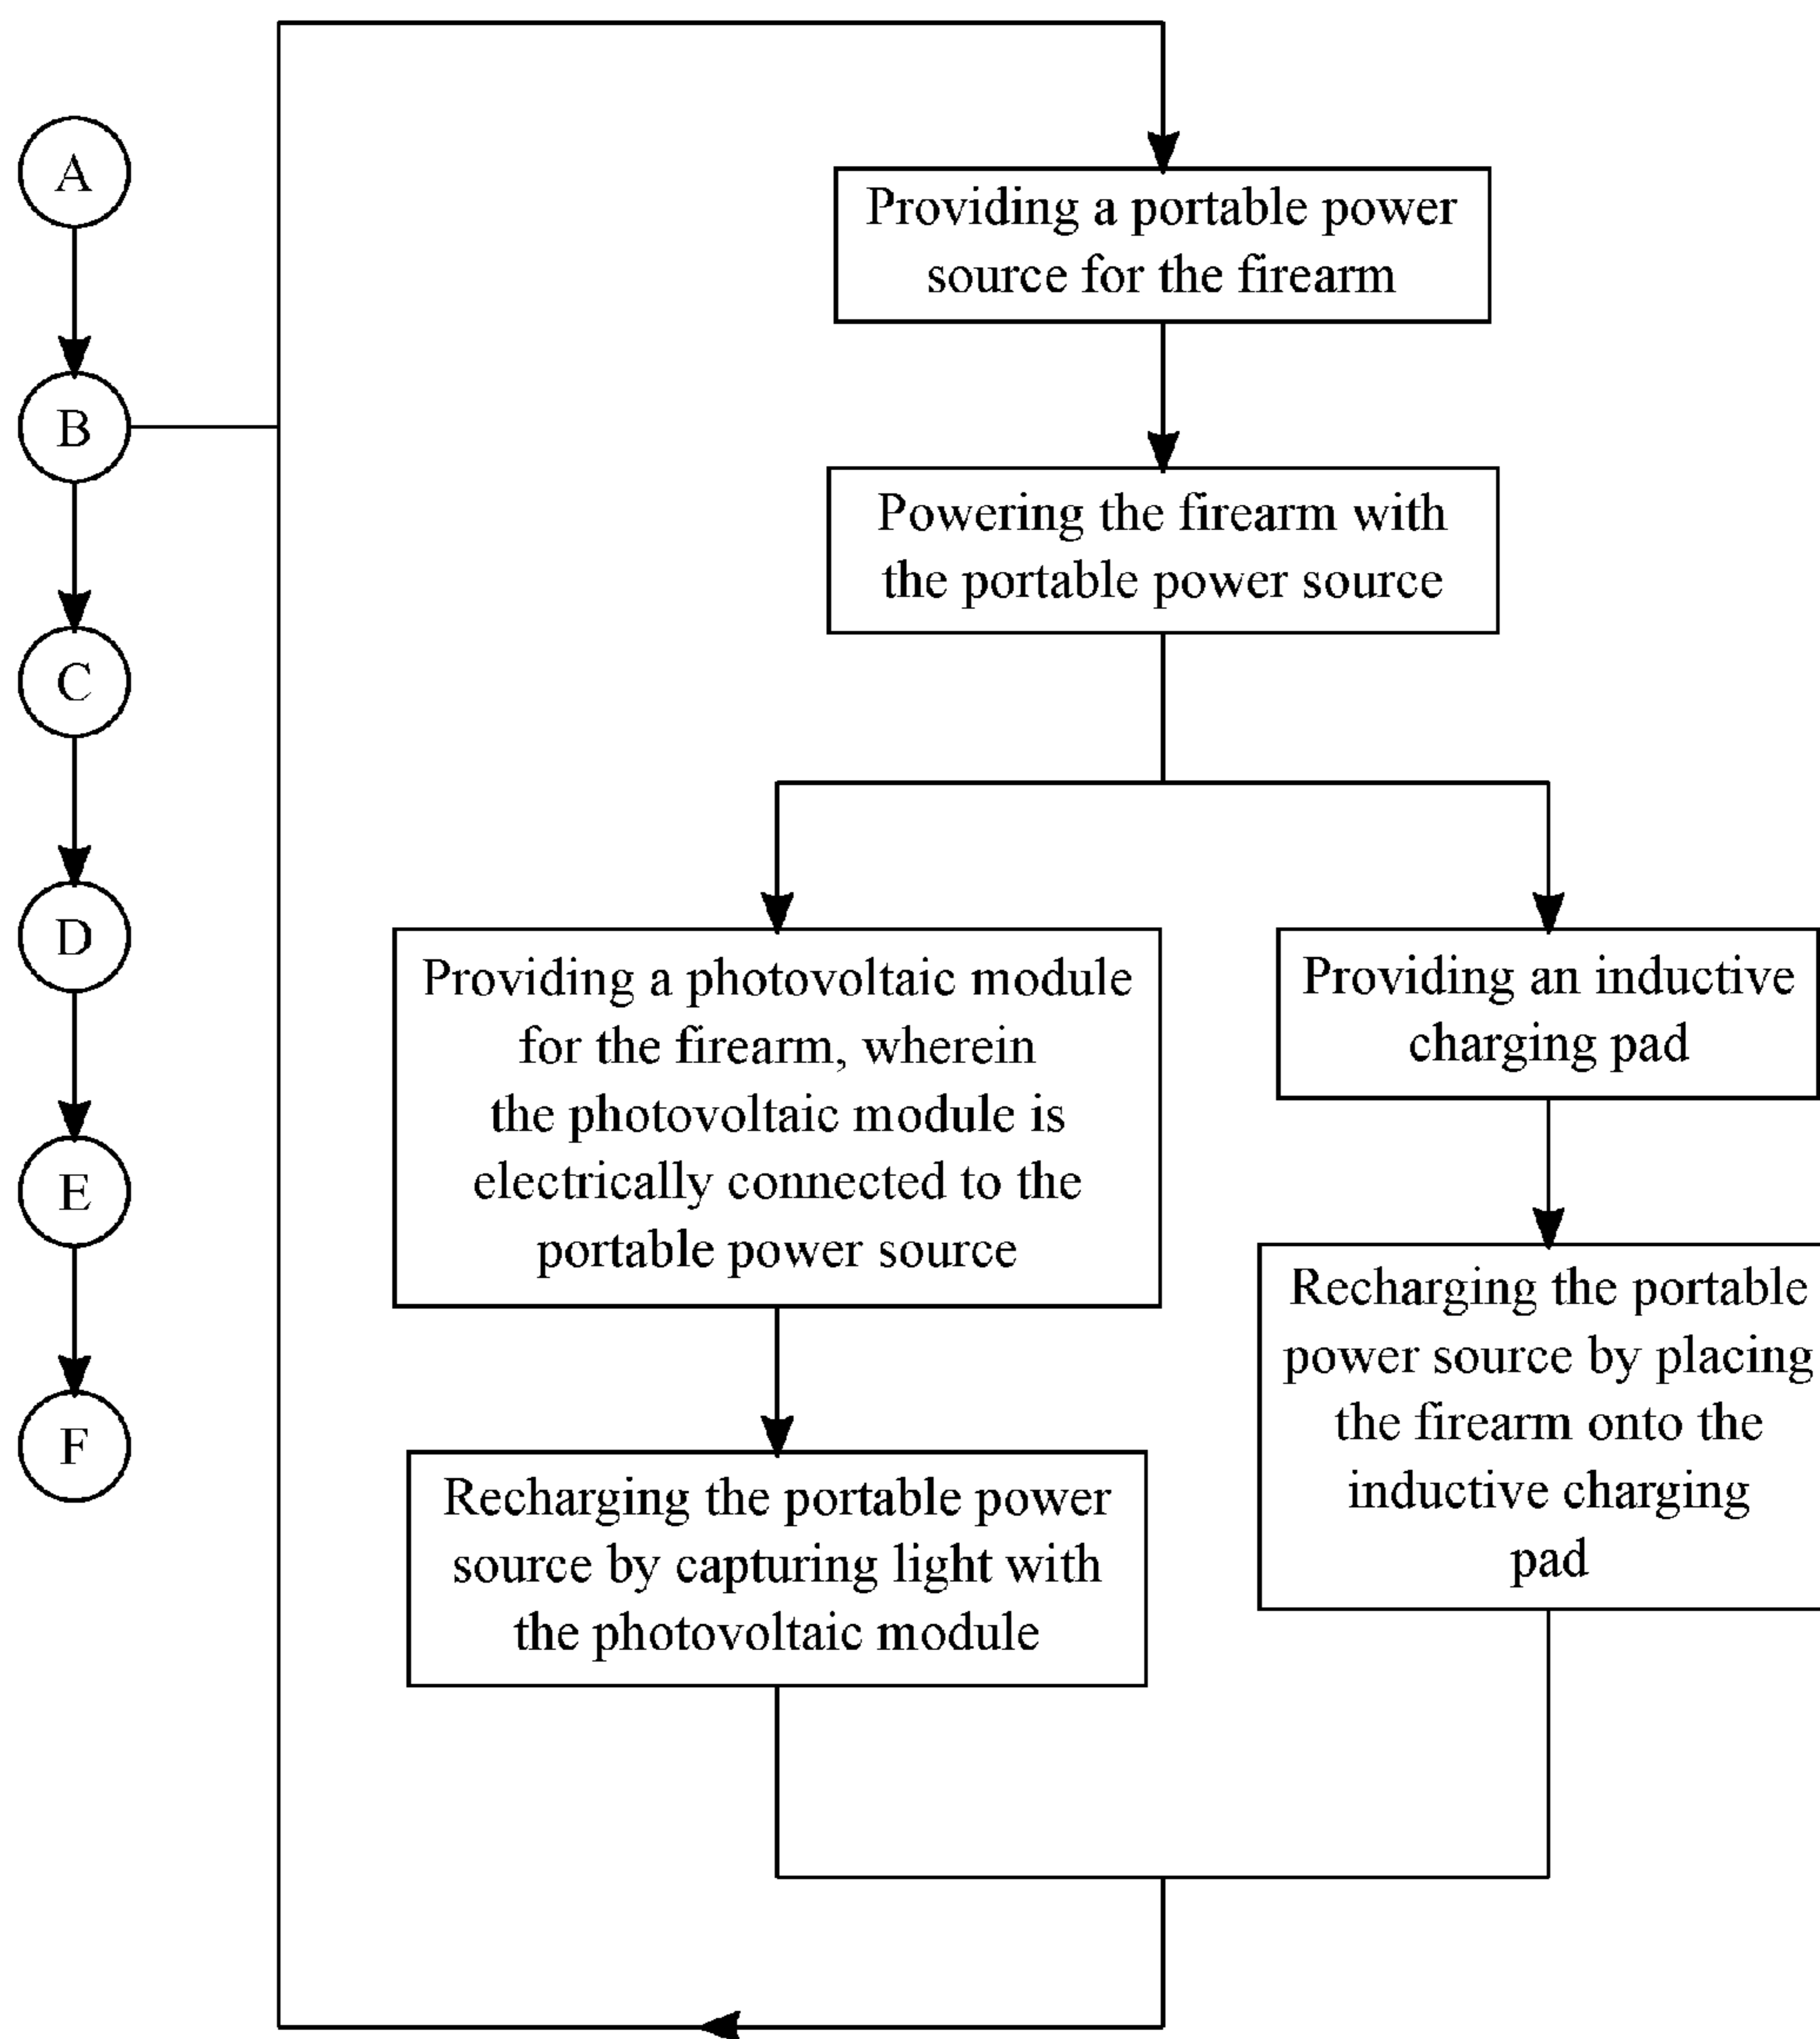 A
B
C
D
E
F
Providing a portable power
source for the firearm
Powering the firearm with
the portable power source
Providing a photovoltaic module
for the firearm, wherein
the photovoltaic module is
electrically connected to the
portable power source
Recharging the portable power
source by capturing light with
the photovoltaic module
Providing an inductive
charging pad
Recharging the portable
power source by placing
the firearm onto the
inductive charging
pad